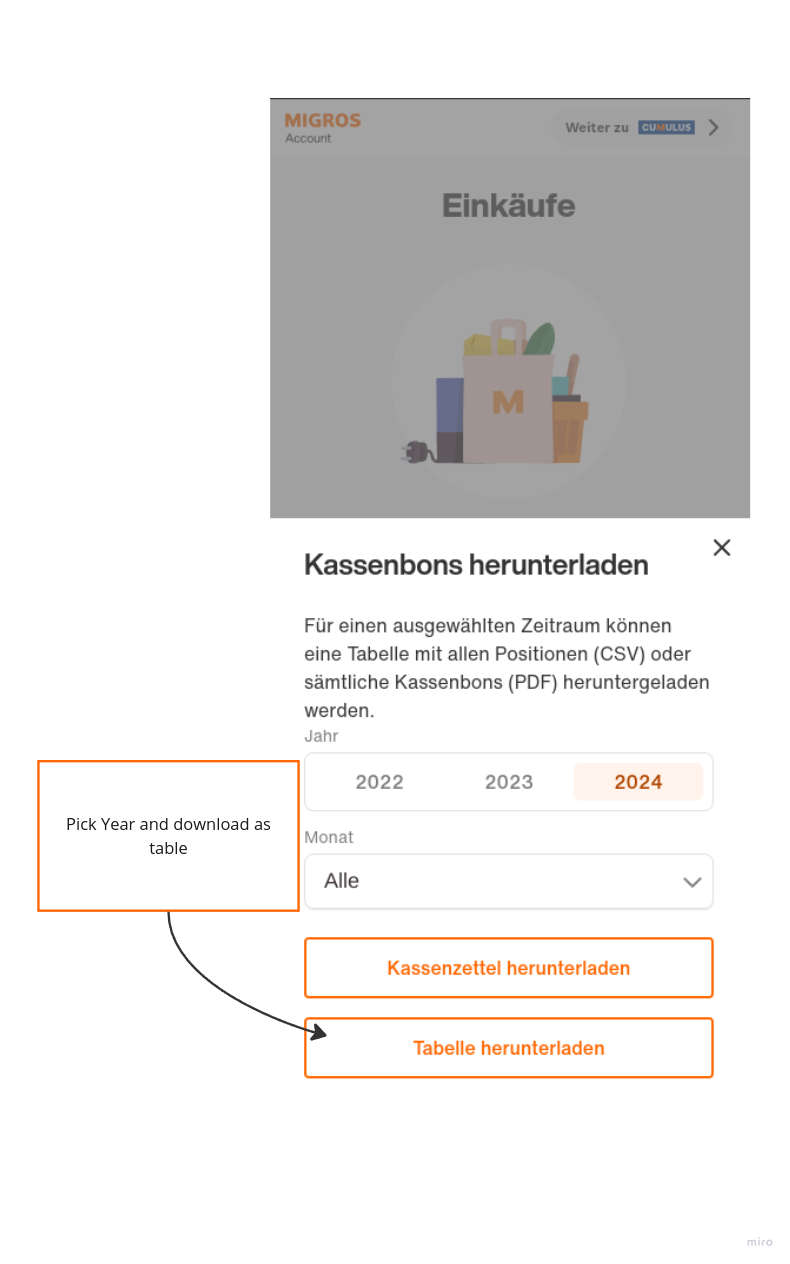 MIGROS
Account
Weiter zu CUMULUS
Einkäufe
M
Kassenbons herunterladen
Für einen ausgewählten Zeitraum können
eine Tabelle mit allen Positionen (CSV) oder
sämtliche Kassenbons (PDF) heruntergeladen
werden.
Jahr
2022 2023 2024
Pick Year and download as
table
Monat
Alle
Kassenzettel herunterladen
Tabelle herunterladen
miro